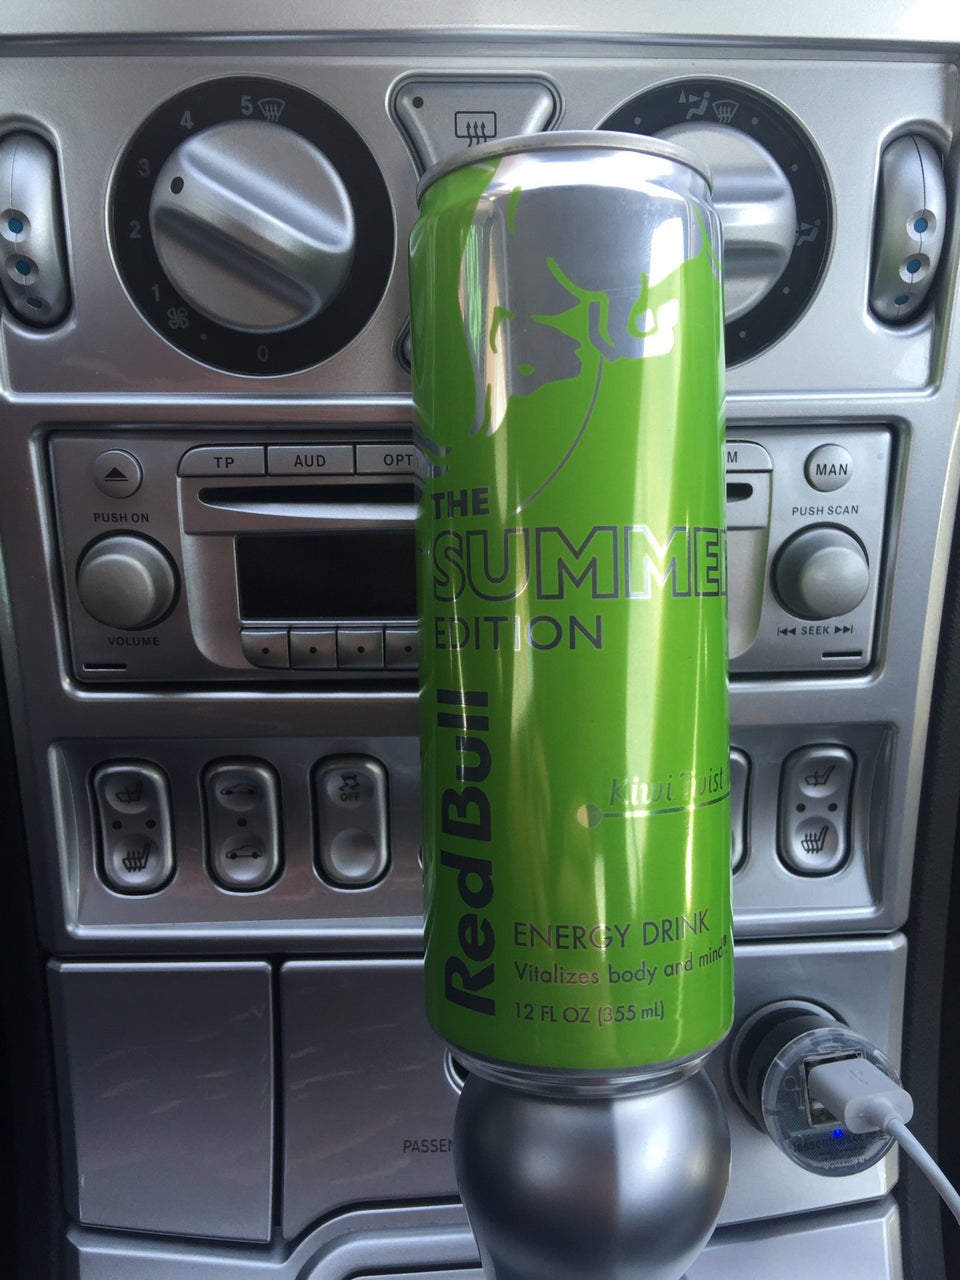 5
4
3
2
1
0
TP AUD OPT
M
MAN
PUSH ON
PUSH SCAN
VOLUME
SEEK
OFF
THE
SUMME
EDITION
Red Bull
Kiwi Twist
ENERGY DRINK
Vitalizes body and mind®
12 FL OZ (355 mL)
PASSEN